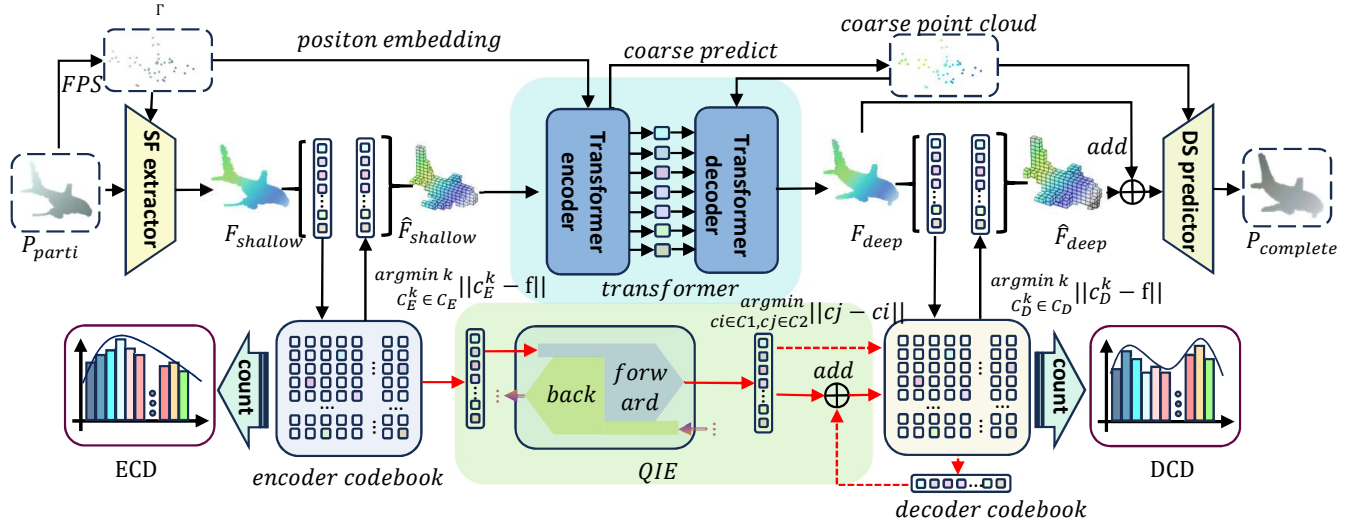 Γ
positon embedding
coarse predict
coarse point cloud
FPS
SF extractor
Transformer
encoder
Transformer
decoder
DS predictor
add
P_parti
F_shallow
F̂_shallow
F_deep
F̂_deep
P_complete
transformer
argmin k
C_E^k ∈ C_E ||c_E^k − f||
argmin
ci∈C1,cj∈C2 ||cj − ci||
argmin k
C_D^k ∈ C_D ||c_D^k − f||
count
back
forw
ard
add
count
ECD
encoder codebook
QIE
decoder codebook
DCD